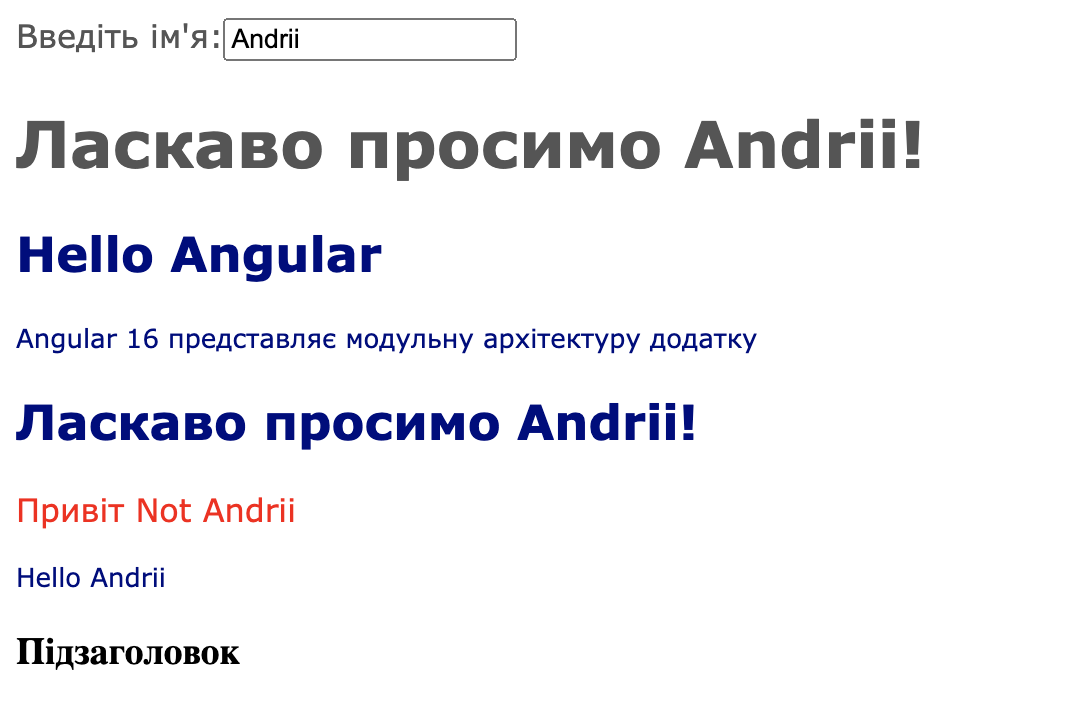 Введіть ім'я: Andrii
Ласкаво просимо Andrii!
Hello Angular
Angular 16 представляє модульну архітектуру додатку
Ласкаво просимо Andrii!
Привіт Not Andrii
Hello Andrii
Підзаголовок